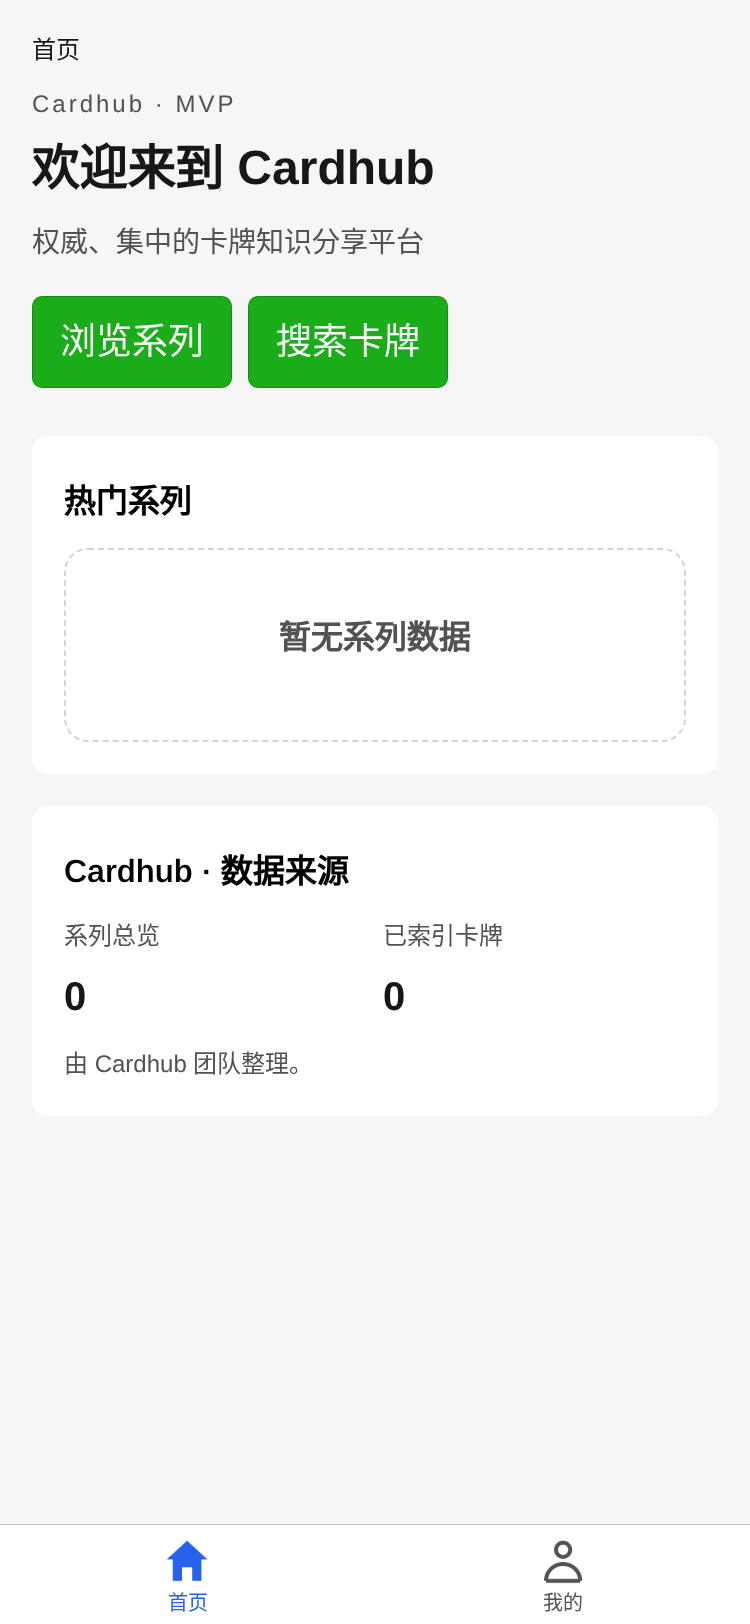 首页
Cardhub · MVP
欢迎来到 Cardhub
权威、集中的卡牌知识分享平台
浏览系列 搜索卡牌
热门系列
暂无系列数据
Cardhub · 数据来源
系列总览 已索引卡牌
0 0
由 Cardhub 团队整理。
首页 我的